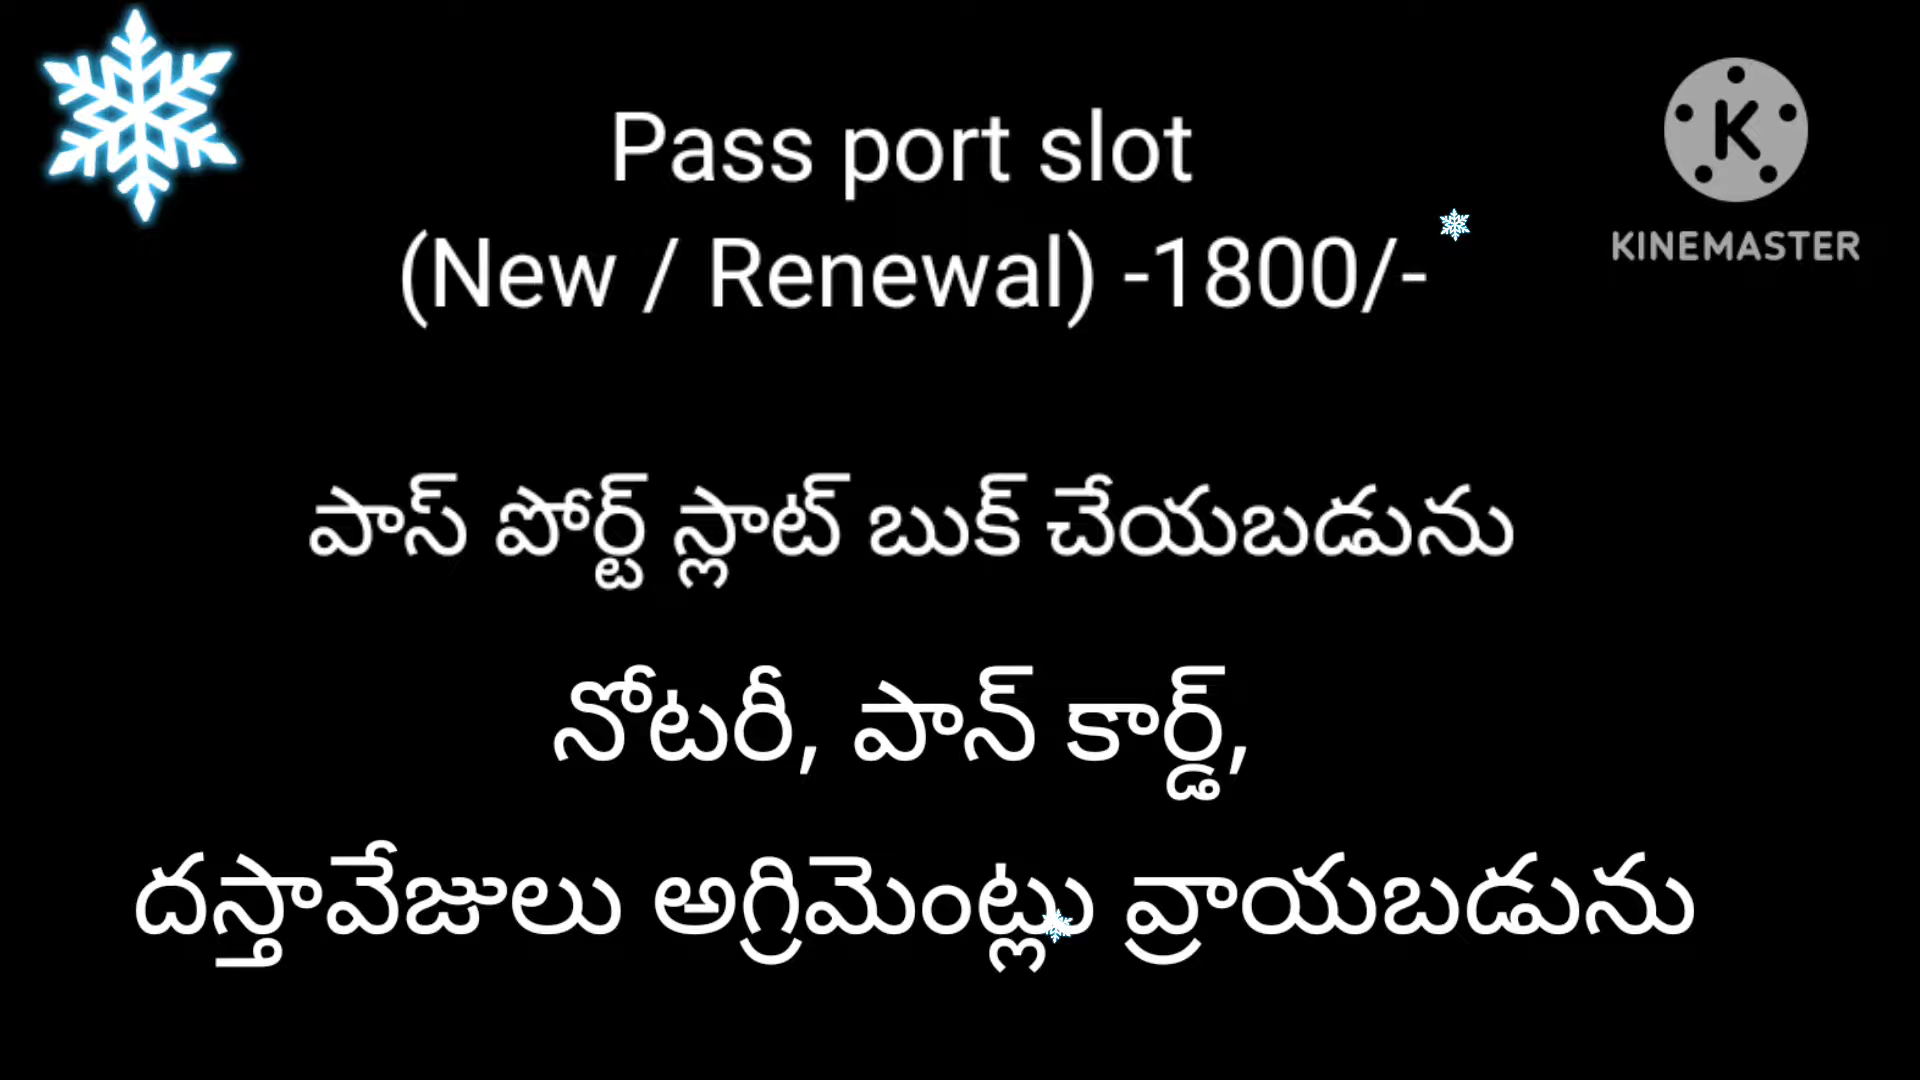 Pass port slot
(New / Renewal) -1800/-
KINEMASTER
పాస్ పోర్ట్ స్లాట్ బుక్ చేయబడును
నోటరీ, పాన్ కార్డ్,
దస్తావేజులు అగ్రిమెంట్లు వ్రాయబడును